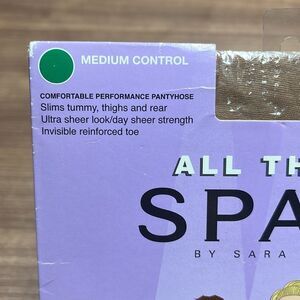 MEDIUM CONTROL
COMFORTABLE PERFORMANCE PANTYHOSE
Slims tummy, thighs and rear
Ultra sheer look/day sheer strength
Invisible reinforced toe
ALL TH
SPA
BY SARA